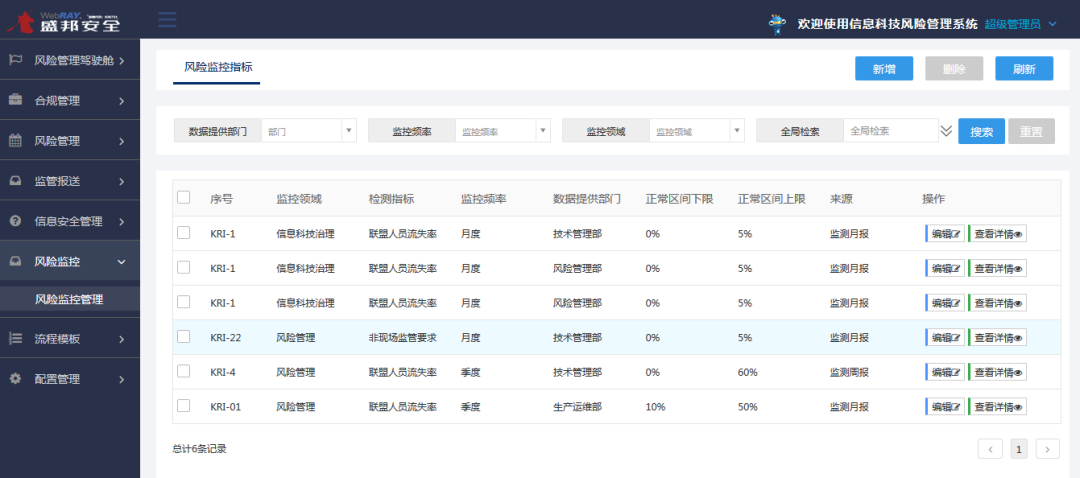 WebRAY
盛邦安全
欢迎使用信息科技风险管理系统 超级管理员
风险管理驾驶舱
合规管理
风险管理
监管报送
信息安全管理
风险监控
风险监控管理
流程模板
配置管理
风险监控指标
新增 删除 刷新
数据提供部门 部门 监控频率 监控频率 监控领域 监控领域 全局检索 全局检索 搜索 重置
序号 监控领域 检测指标 监控频率 数据提供部门 正常区间下限 正常区间上限 来源 操作
KRI-1 信息科技治理 联盟人员流失率 月度 技术管理部 0% 5% 监测月报 编辑 查看详情
KRI-1 信息科技治理 联盟人员流失率 月度 风险管理部 0% 5% 监测月报 编辑 查看详情
KRI-1 信息科技治理 联盟人员流失率 月度 风险管理部 0% 5% 监测月报 编辑 查看详情
KRI-22 风险管理 非现场监管要求 月度 技术管理部 0% 5% 监测月报 编辑 查看详情
KRI-4 风险管理 联盟人员流失率 季度 技术管理部 0% 60% 监测周报 编辑 查看详情
KRI-01 风险管理 联盟人员流失率 季度 生产运维部 10% 50% 监测月报 编辑 查看详情
总计6条记录
1